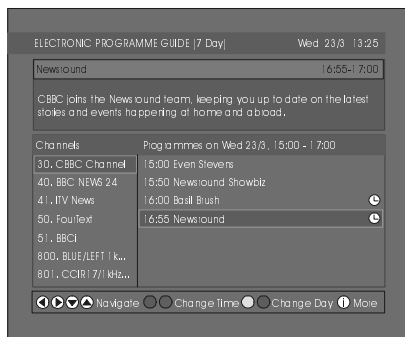 ELECTRONIC PROGRAMME GUIDE |7 Day| Wed 23/3 13:25
Newsround 16:55-17:00
CBBC joins the Newsround team, keeping you up to date on the latest
stories and events happening at home and abroad.
Channels Programmes on Wed 23/3, 15:00 - 17:00
30. CBBC Channel 15:00 Even Stevens
40. BBC NEWS 24 15:50 Newsround Showbiz
41. ITV News 16:00 Basil Brush
50. FourText 16:55 Newsround
51. BBCi
800. BLUE/LEFT 1k...
801. CCIR17/1kHz...
Navigate Change Time Change Day i More